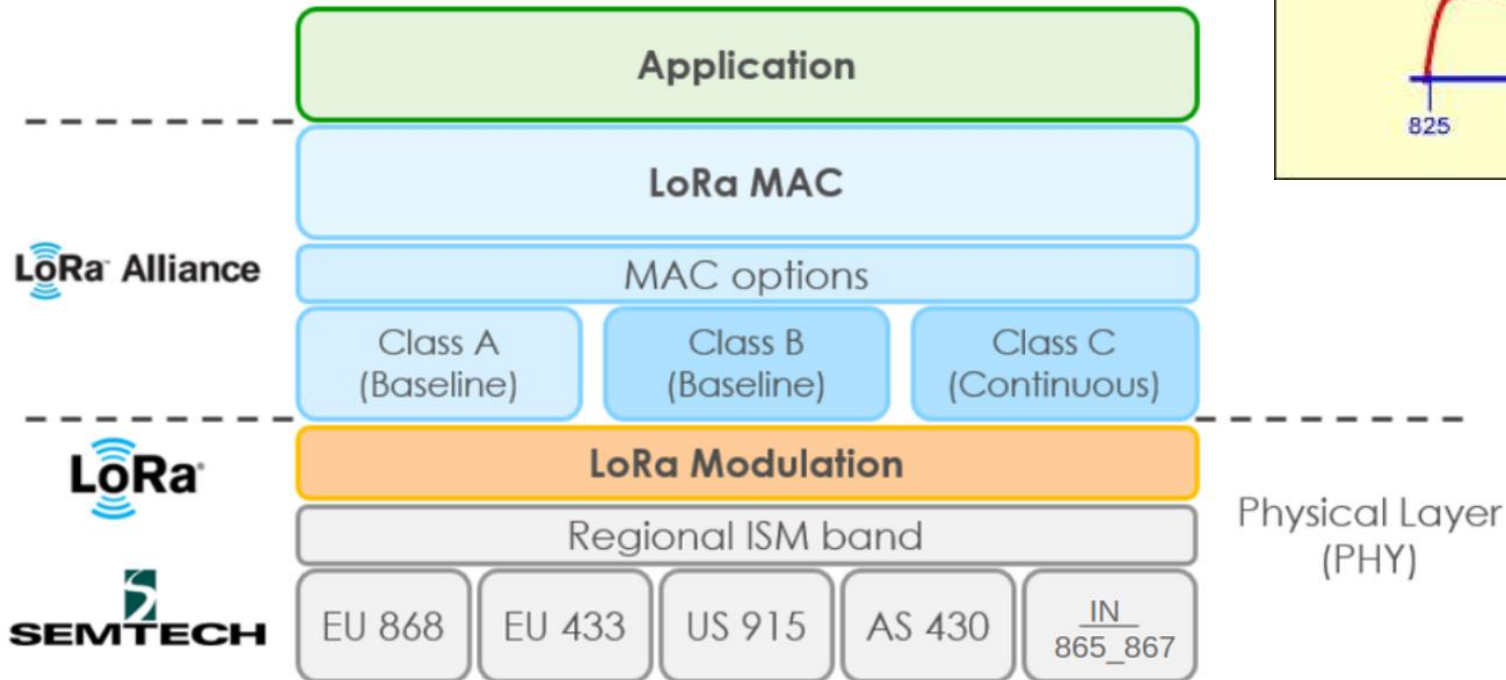 Application
825
LoRa MAC
LoRa Alliance
MAC options
Class A
(Baseline)
Class B
(Baseline)
Class C
(Continuous)
LoRa
LoRa Modulation
Physical Layer
(PHY)
Regional ISM band
SEMTECH
EU 868
EU 433
US 915
AS 430
IN
865_867